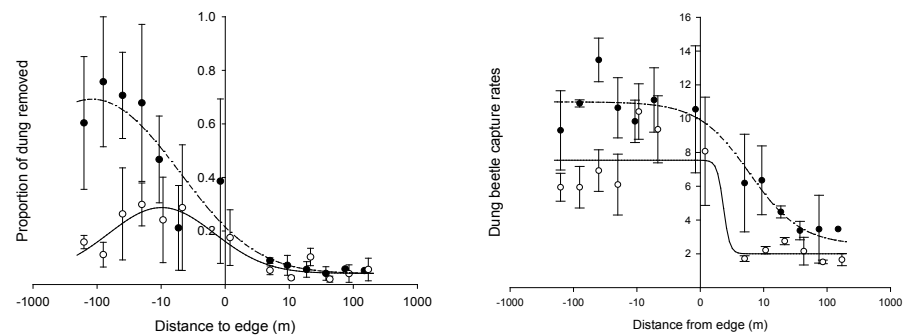 1.0
0.8
0.6
0.4
0.2
Proportion of dung removed
-1000 -100 -10 0 10 100 1000
Distance to edge (m)
16
14
12
10
8
6
4
2
Dung beetle capture rates
-1000 -100 -10 0 10 100 1000
Distance from edge (m)